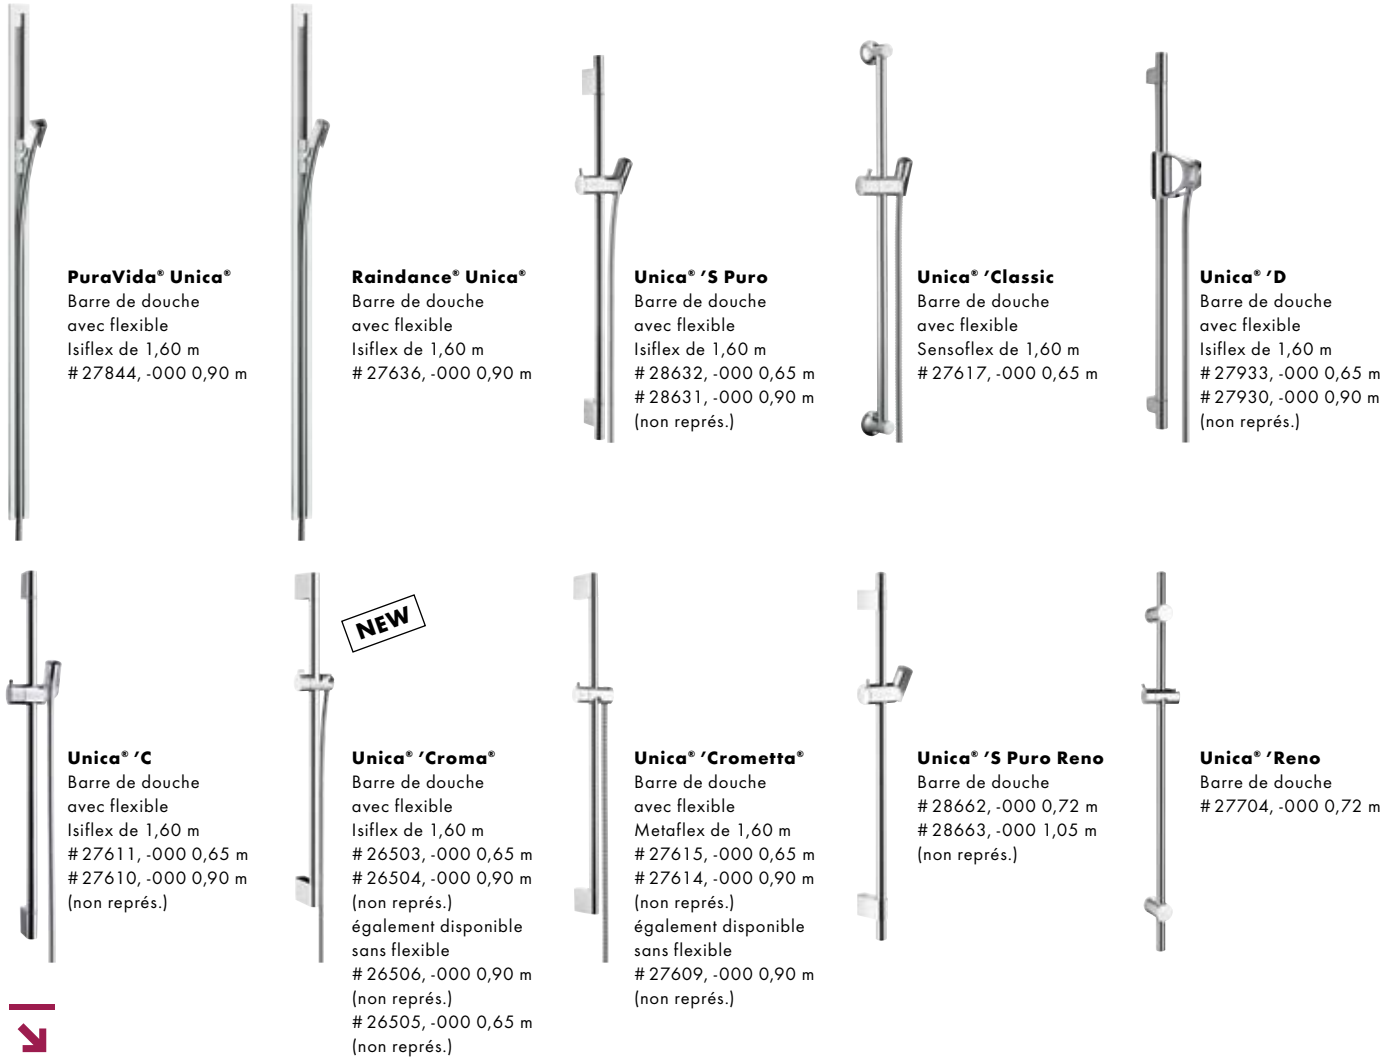 PuraVida® Unica®
Barre de douche
avec flexible
Isiflex de 1,60 m
# 27844, -000 0,90 m
Raindance® Unica®
Barre de douche
avec flexible
Isiflex de 1,60 m
# 27636, -000 0,90 m
Unica® ’S Puro
Barre de douche
avec flexible
Isiflex de 1,60 m
# 28632, -000 0,65 m
# 28631, -000 0,90 m
(non représ.)
Unica® ’Classic
Barre de douche
avec flexible
Sensoflex de 1,60 m
# 27617, -000 0,65 m
Unica® ’D
Barre de douche
avec flexible
Isiflex de 1,60 m
# 27933, -000 0,65 m
# 27930, -000 0,90 m
(non représ.)
Unica® ’C
Barre de douche
avec flexible
Isiflex de 1,60 m
# 27611, -000 0,65 m
# 27610, -000 0,90 m
(non représ.)
NEW
Unica® ’Croma®
Barre de douche
avec flexible
Isiflex de 1,60 m
# 26503, -000 0,65 m
# 26504, -000 0,90 m
(non représ.)
également disponible
sans flexible
# 26506, -000 0,90 m
(non représ.)
# 26505, -000 0,65 m
(non représ.)
Unica® ’Crometta®
Barre de douche
avec flexible
Metaflex de 1,60 m
# 27615, -000 0,65 m
# 27614, -000 0,90 m
(non représ.)
également disponible
sans flexible
# 27609, -000 0,90 m
(non représ.)
Unica® ’S Puro Reno
Barre de douche
# 28662, -000 0,72 m
# 28663, -000 1,05 m
(non représ.)
Unica® ’Reno
Barre de douche
# 27704, -000 0,72 m